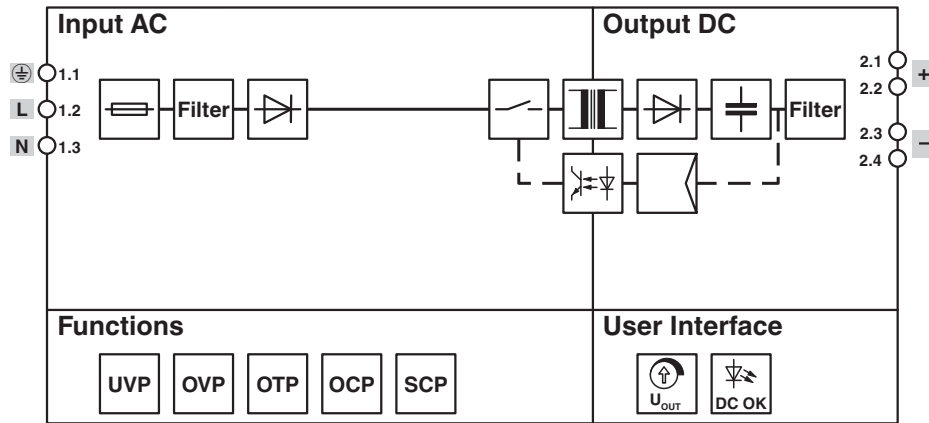 Input AC
Output DC
1.1
L
1.2
N
1.3
Filter
Filter
2.1
+
2.2
2.3
–
2.4
Functions
User Interface
UVP
OVP
OTP
OCP
SCP
UOUT
DC OK